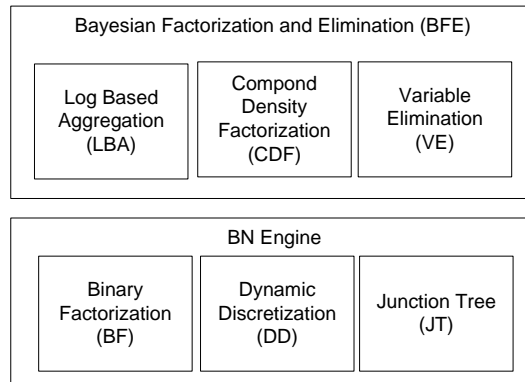 Bayesian Factorization and Elimination (BFE)
Log Based
Aggregation
(LBA)
Compond
Density
Factorization
(CDF)
Variable
Elimination
(VE)
BN Engine
Binary
Factorization
(BF)
Dynamic
Discretization
(DD)
Junction Tree
(JT)